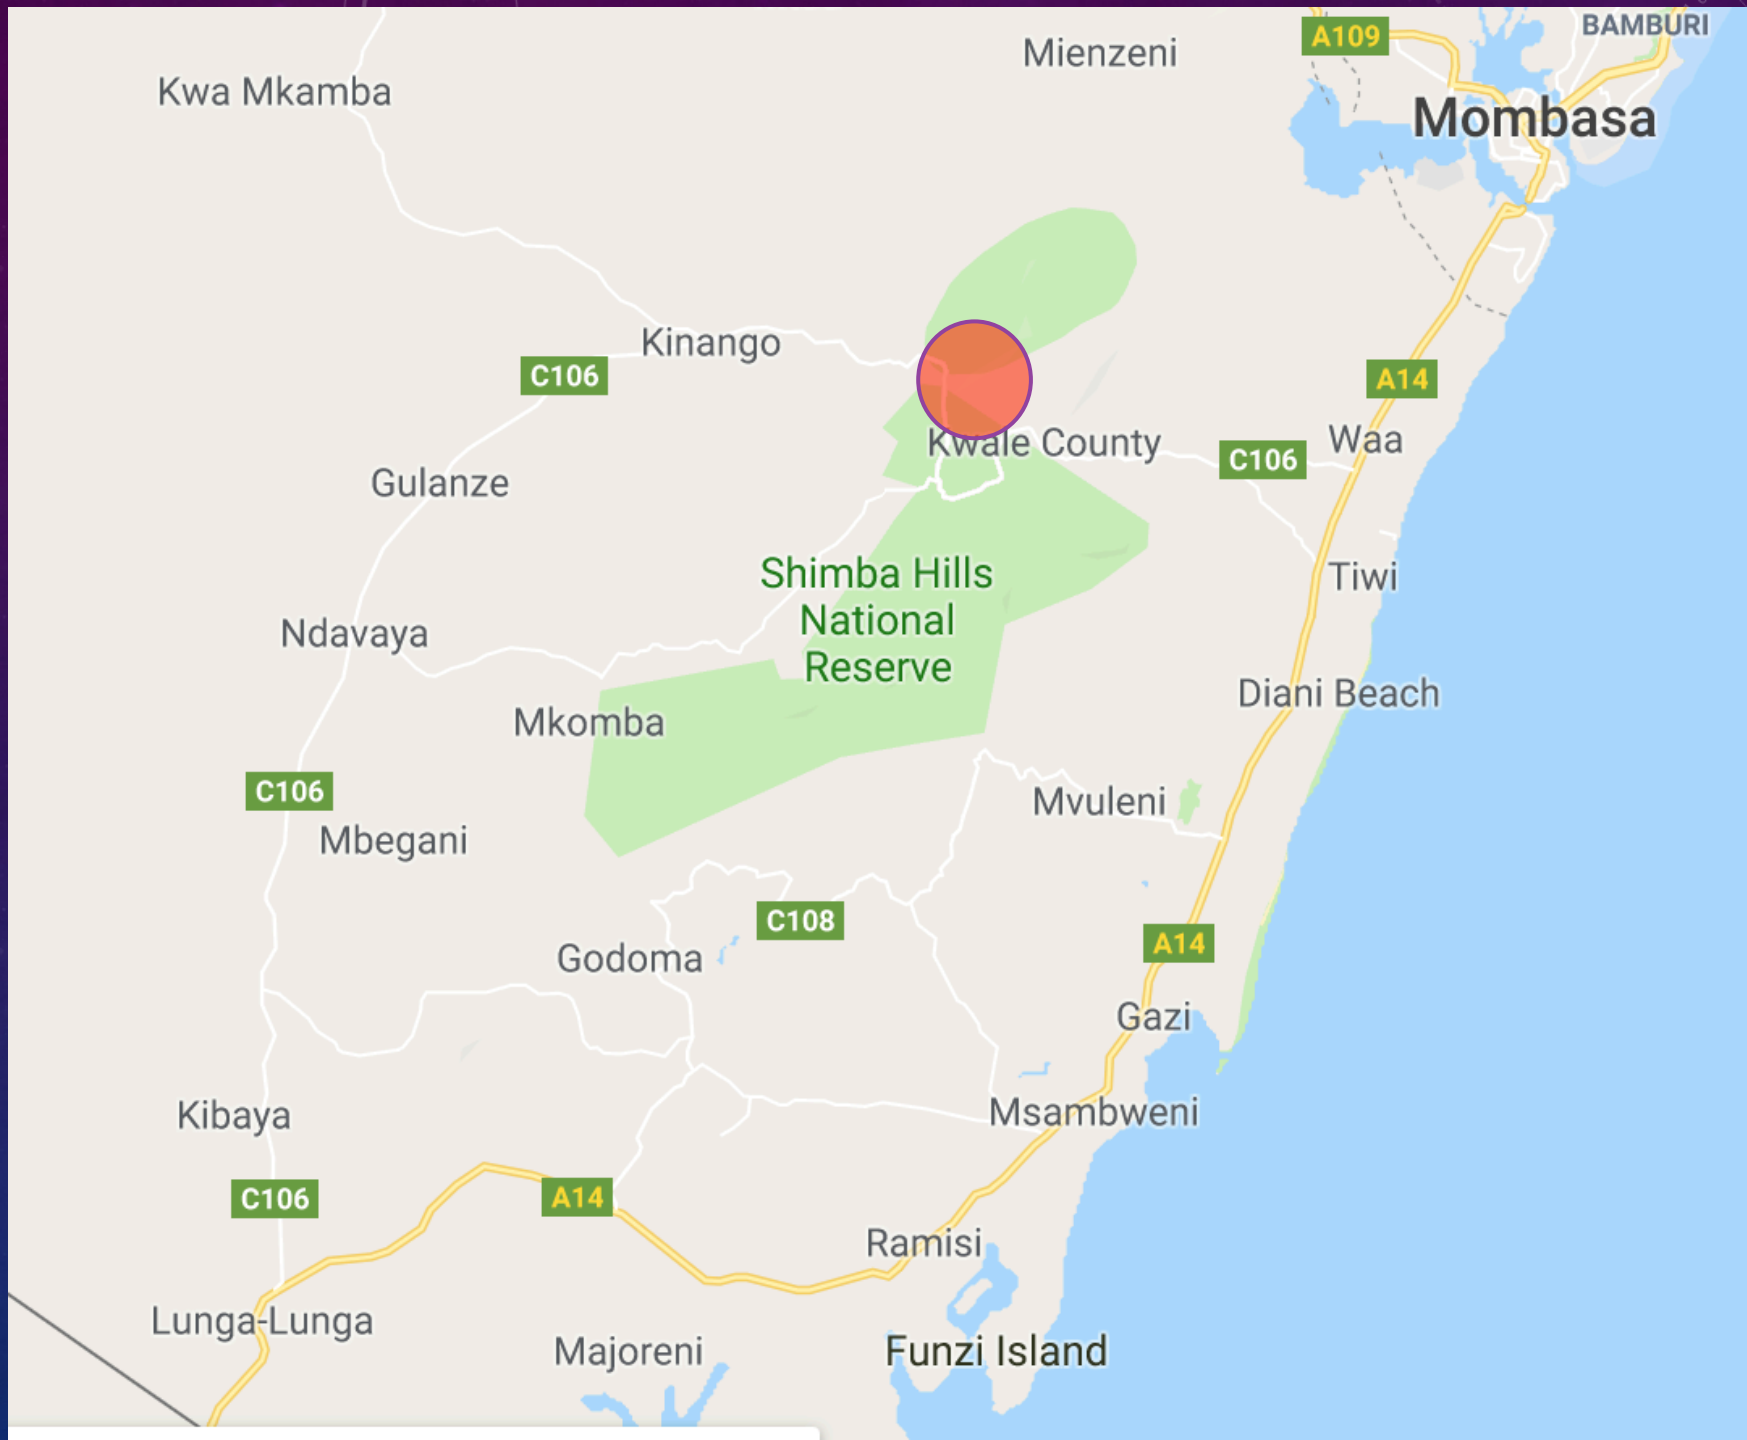 BAMBURI
A109
Mienzeni
Kwa Mkamba
Mombasa
Kinango
C106
A14
Kwale County
Waa
C106
Gulanze
Shimba Hills
National
Reserve
Tiwi
Ndavaya
Diani Beach
Mkomba
C106
Mvuleni
Mbegani
C108
A14
Godoma
Gazi
Msambweni
Kibaya
C106
A14
Ramisi
Lunga-Lunga
Majoreni
Funzi Island